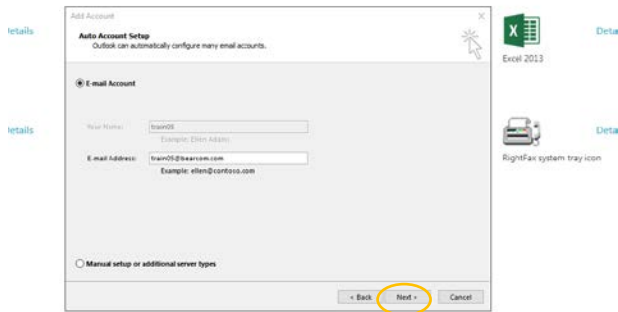 Add Account
Auto Account Setup
Outlook can automatically configure many email accounts.
E-mail Account
Your Name:
train05
Example: Ellen Adams
E-mail Address:
train05@bearcom.com
Example: ellen@contoso.com
Manual setup or additional server types
< Back
Next >
Cancel
Details
Details
Excel 2013
Deta
RightFax system tray icon
Deta